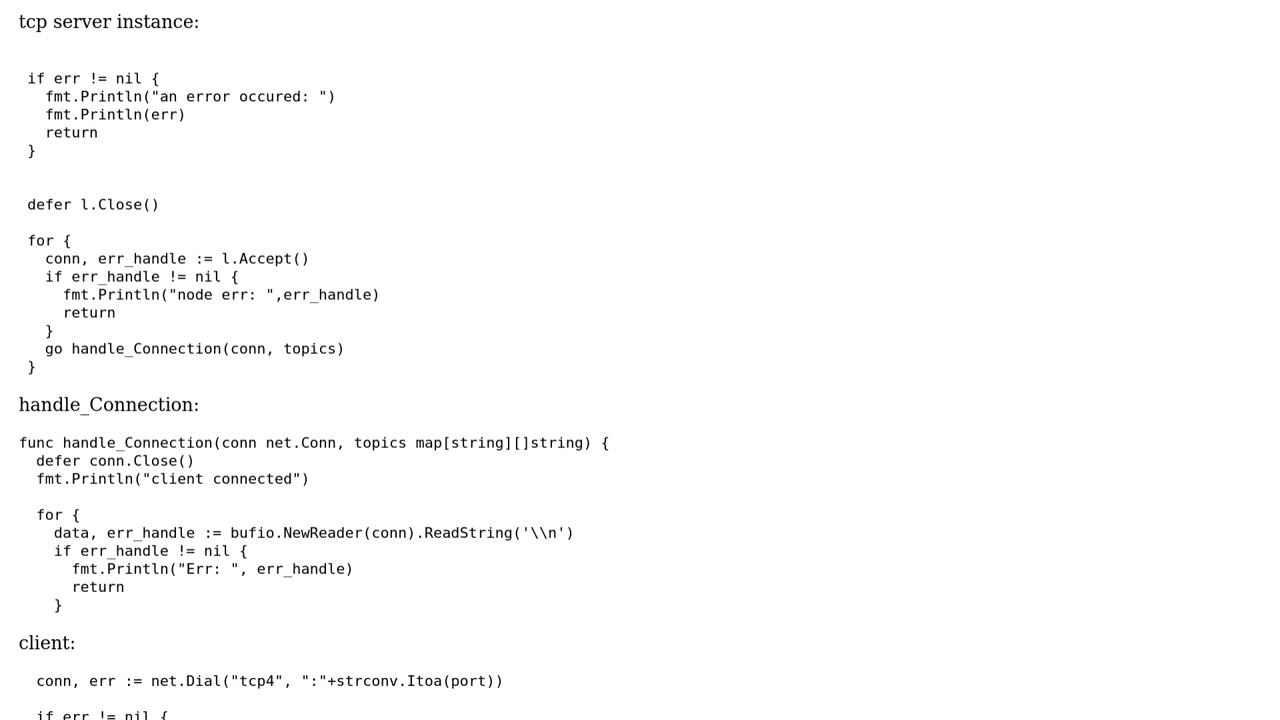 tcp server instance:
if err != nil {
fmt.Println("an error occured: ")
fmt.Println(err)
return
}
defer l.Close()
for {
conn, err_handle := l.Accept()
if err_handle != nil {
fmt.Println("node err: ",err_handle)
return
}
go handle_Connection(conn, topics)
}
handle_Connection:
func handle_Connection(conn net.Conn, topics map[string][]string) {
defer conn.Close()
fmt.Println("client connected")
for {
data, err_handle := bufio.NewReader(conn).ReadString('\\n')
if err_handle != nil {
fmt.Println("Err: ", err_handle)
return
}
client:
conn, err := net.Dial("tcp4", ":"+strconv.Itoa(port))
if err != nil {